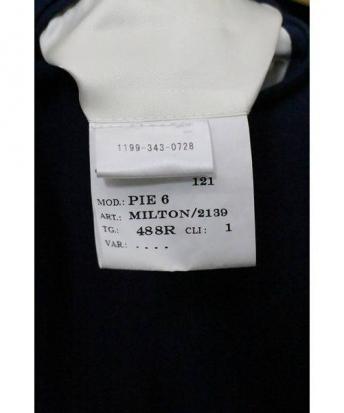 1199-343-0728
121
MOD.: PIE 6
ART.: MILTON/2139
TG.: 488R CLI: 1
VAR.: ....